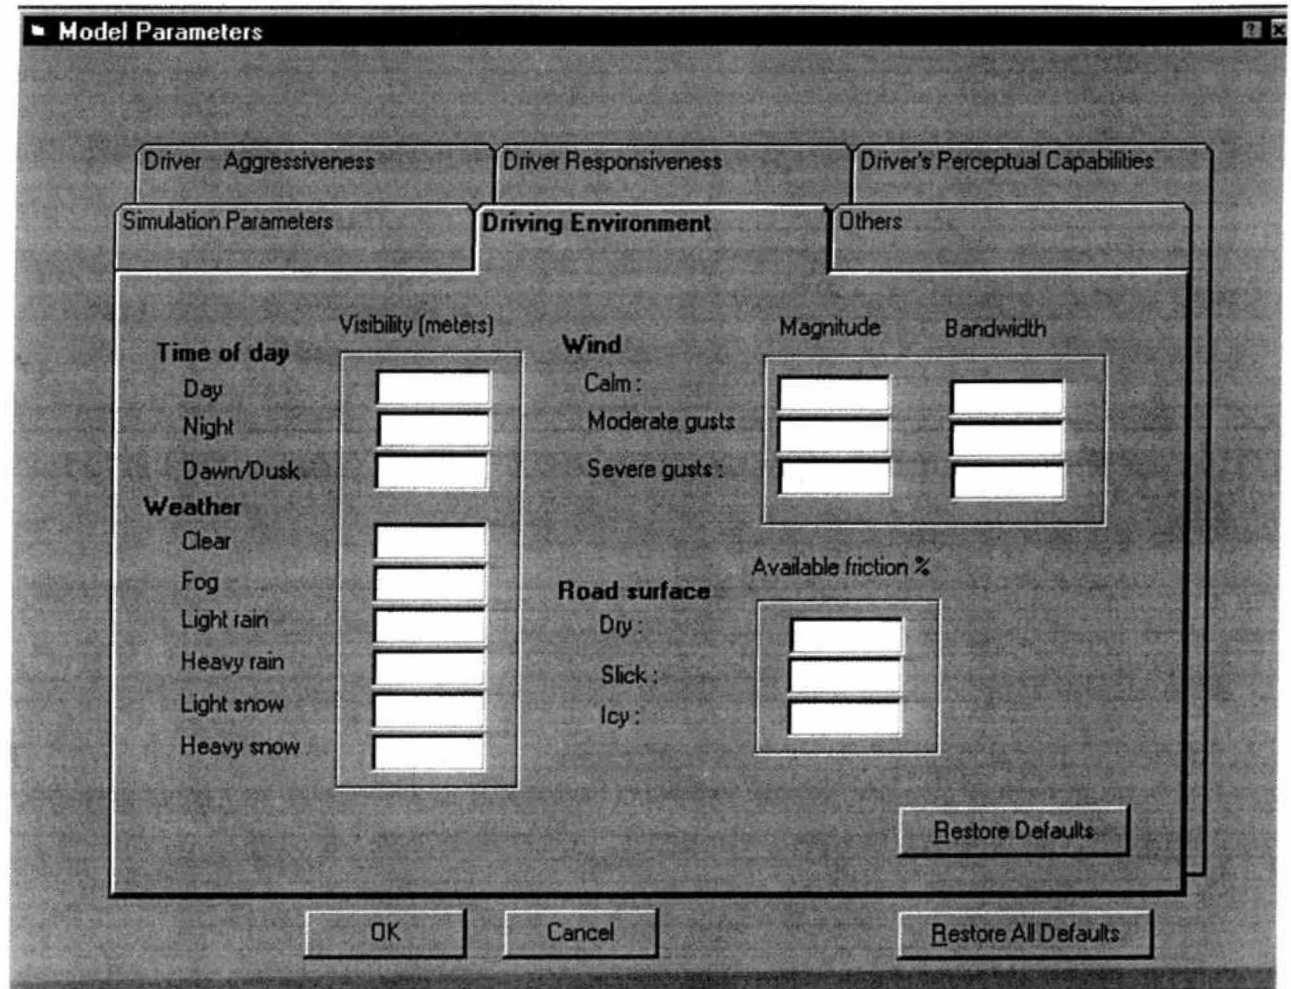 Model Parameters
Driver Aggressiveness
Driver Responsiveness
Driver's Perceptual Capabilities
Simulation Parameters
Driving Environment
Others
Visibility (meters)
Time of day
Day
Night
Dawn/Dusk
Weather
Clear
Fog
Light rain
Heavy rain
Light snow
Heavy snow
Magnitude Bandwidth
Wind
Calm :
Moderate gusts
Severe gusts :
Available friction %
Road surface
Dry :
Slick :
Icy :
Restore Defaults
OK
Cancel
Restore All Defaults